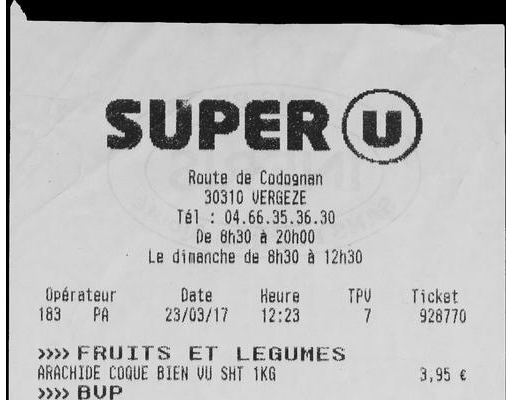 SUPER U
Route de Codognan
30310 VERGEZE
Tél : 04.66.35.36.30
De 8h30 à 20h00
Le dimanche de 8h30 à 12h30
Opérateur Date Heure TPV Ticket
183 PA 23/03/17 12:23 7 928770
>>>> FRUITS ET LEGUMES
ARACHIDE COQUE BIEN VU SHT 1KG 3,95 €
>>>> BVP